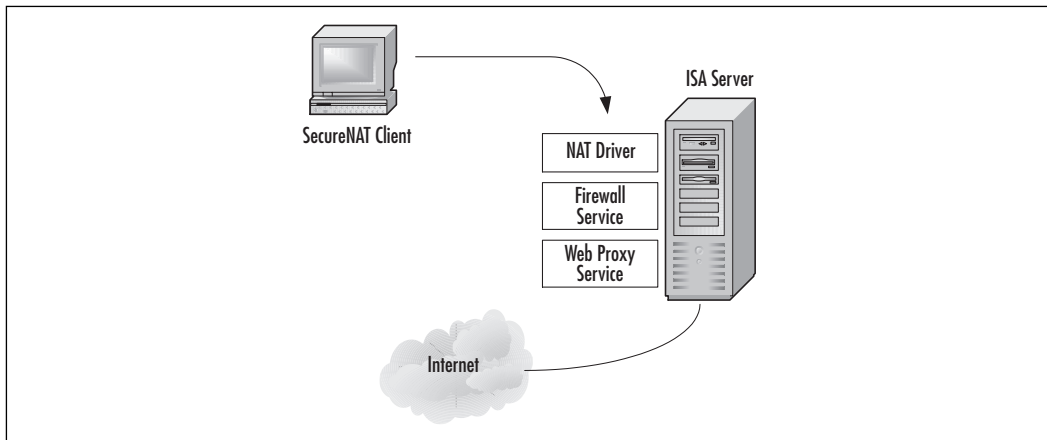 SecureNAT Client
ISA Server
NAT Driver
Firewall
Service
Web Proxy
Service
Internet